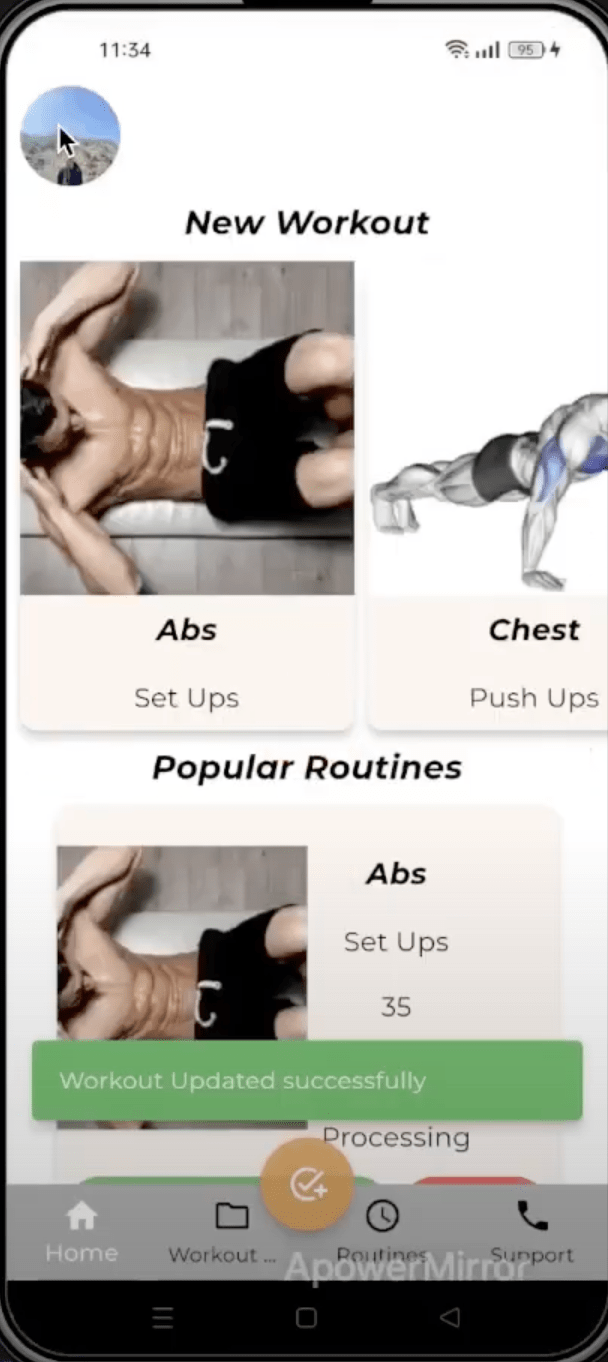 11:34
95
New Workout
Abs
Chest
Set Ups
Push Ups
Popular Routines
Abs
Set Ups
35
Workout Updated successfully
Processing
Home
Workout ...
Routines
Support
ApowerMirror